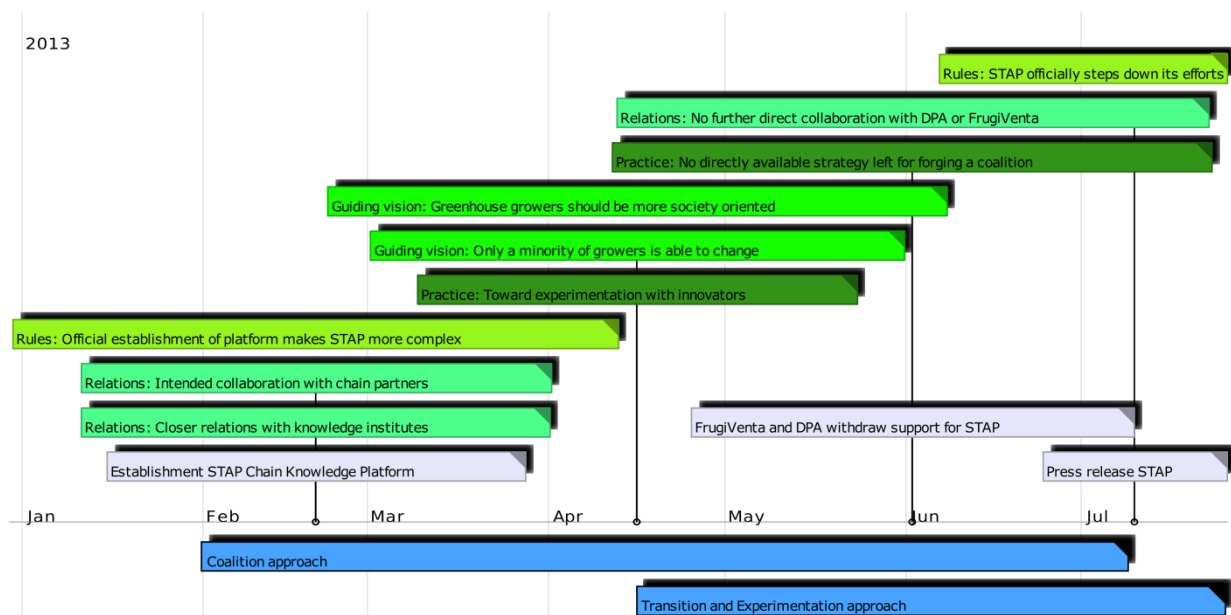 2013
Rules: STAP officially steps down its efforts
Relations: No further direct collaboration with DPA or FrugiVenta
Practice: No directly available strategy left for forging a coalition
Guiding vision: Greenhouse growers should be more society oriented
Guiding vision: Only a minority of growers is able to change
Practice: Toward experimentation with innovators
Rules: Official establishment of platform makes STAP more complex
Relations: Intended collaboration with chain partners
Relations: Closer relations with knowledge institutes
FrugiVenta and DPA withdraw support for STAP
Establishment STAP Chain Knowledge Platform
Press release STAP
Jan Feb Mar Apr May Jun Jul
Coalition approach
Transition and Experimentation approach